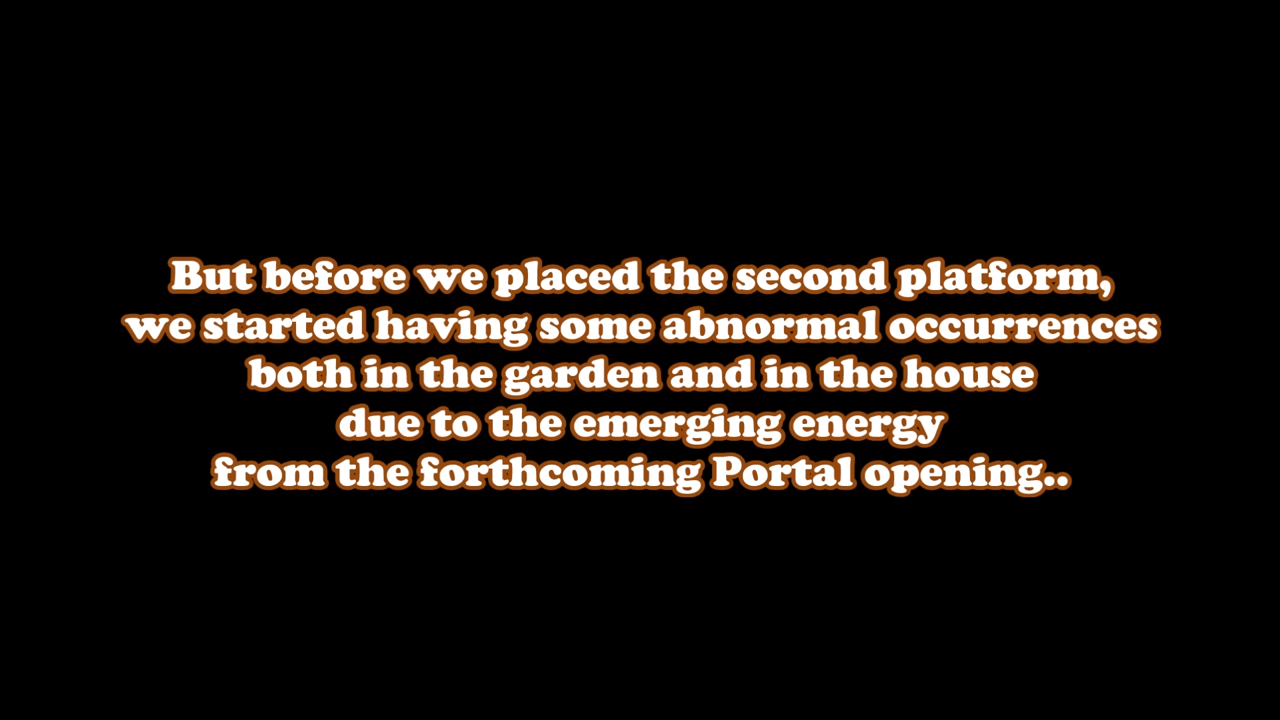 But before we placed the second platform,
we started having some abnormal occurrences
both in the garden and in the house
due to the emerging energy
from the forthcoming Portal opening..